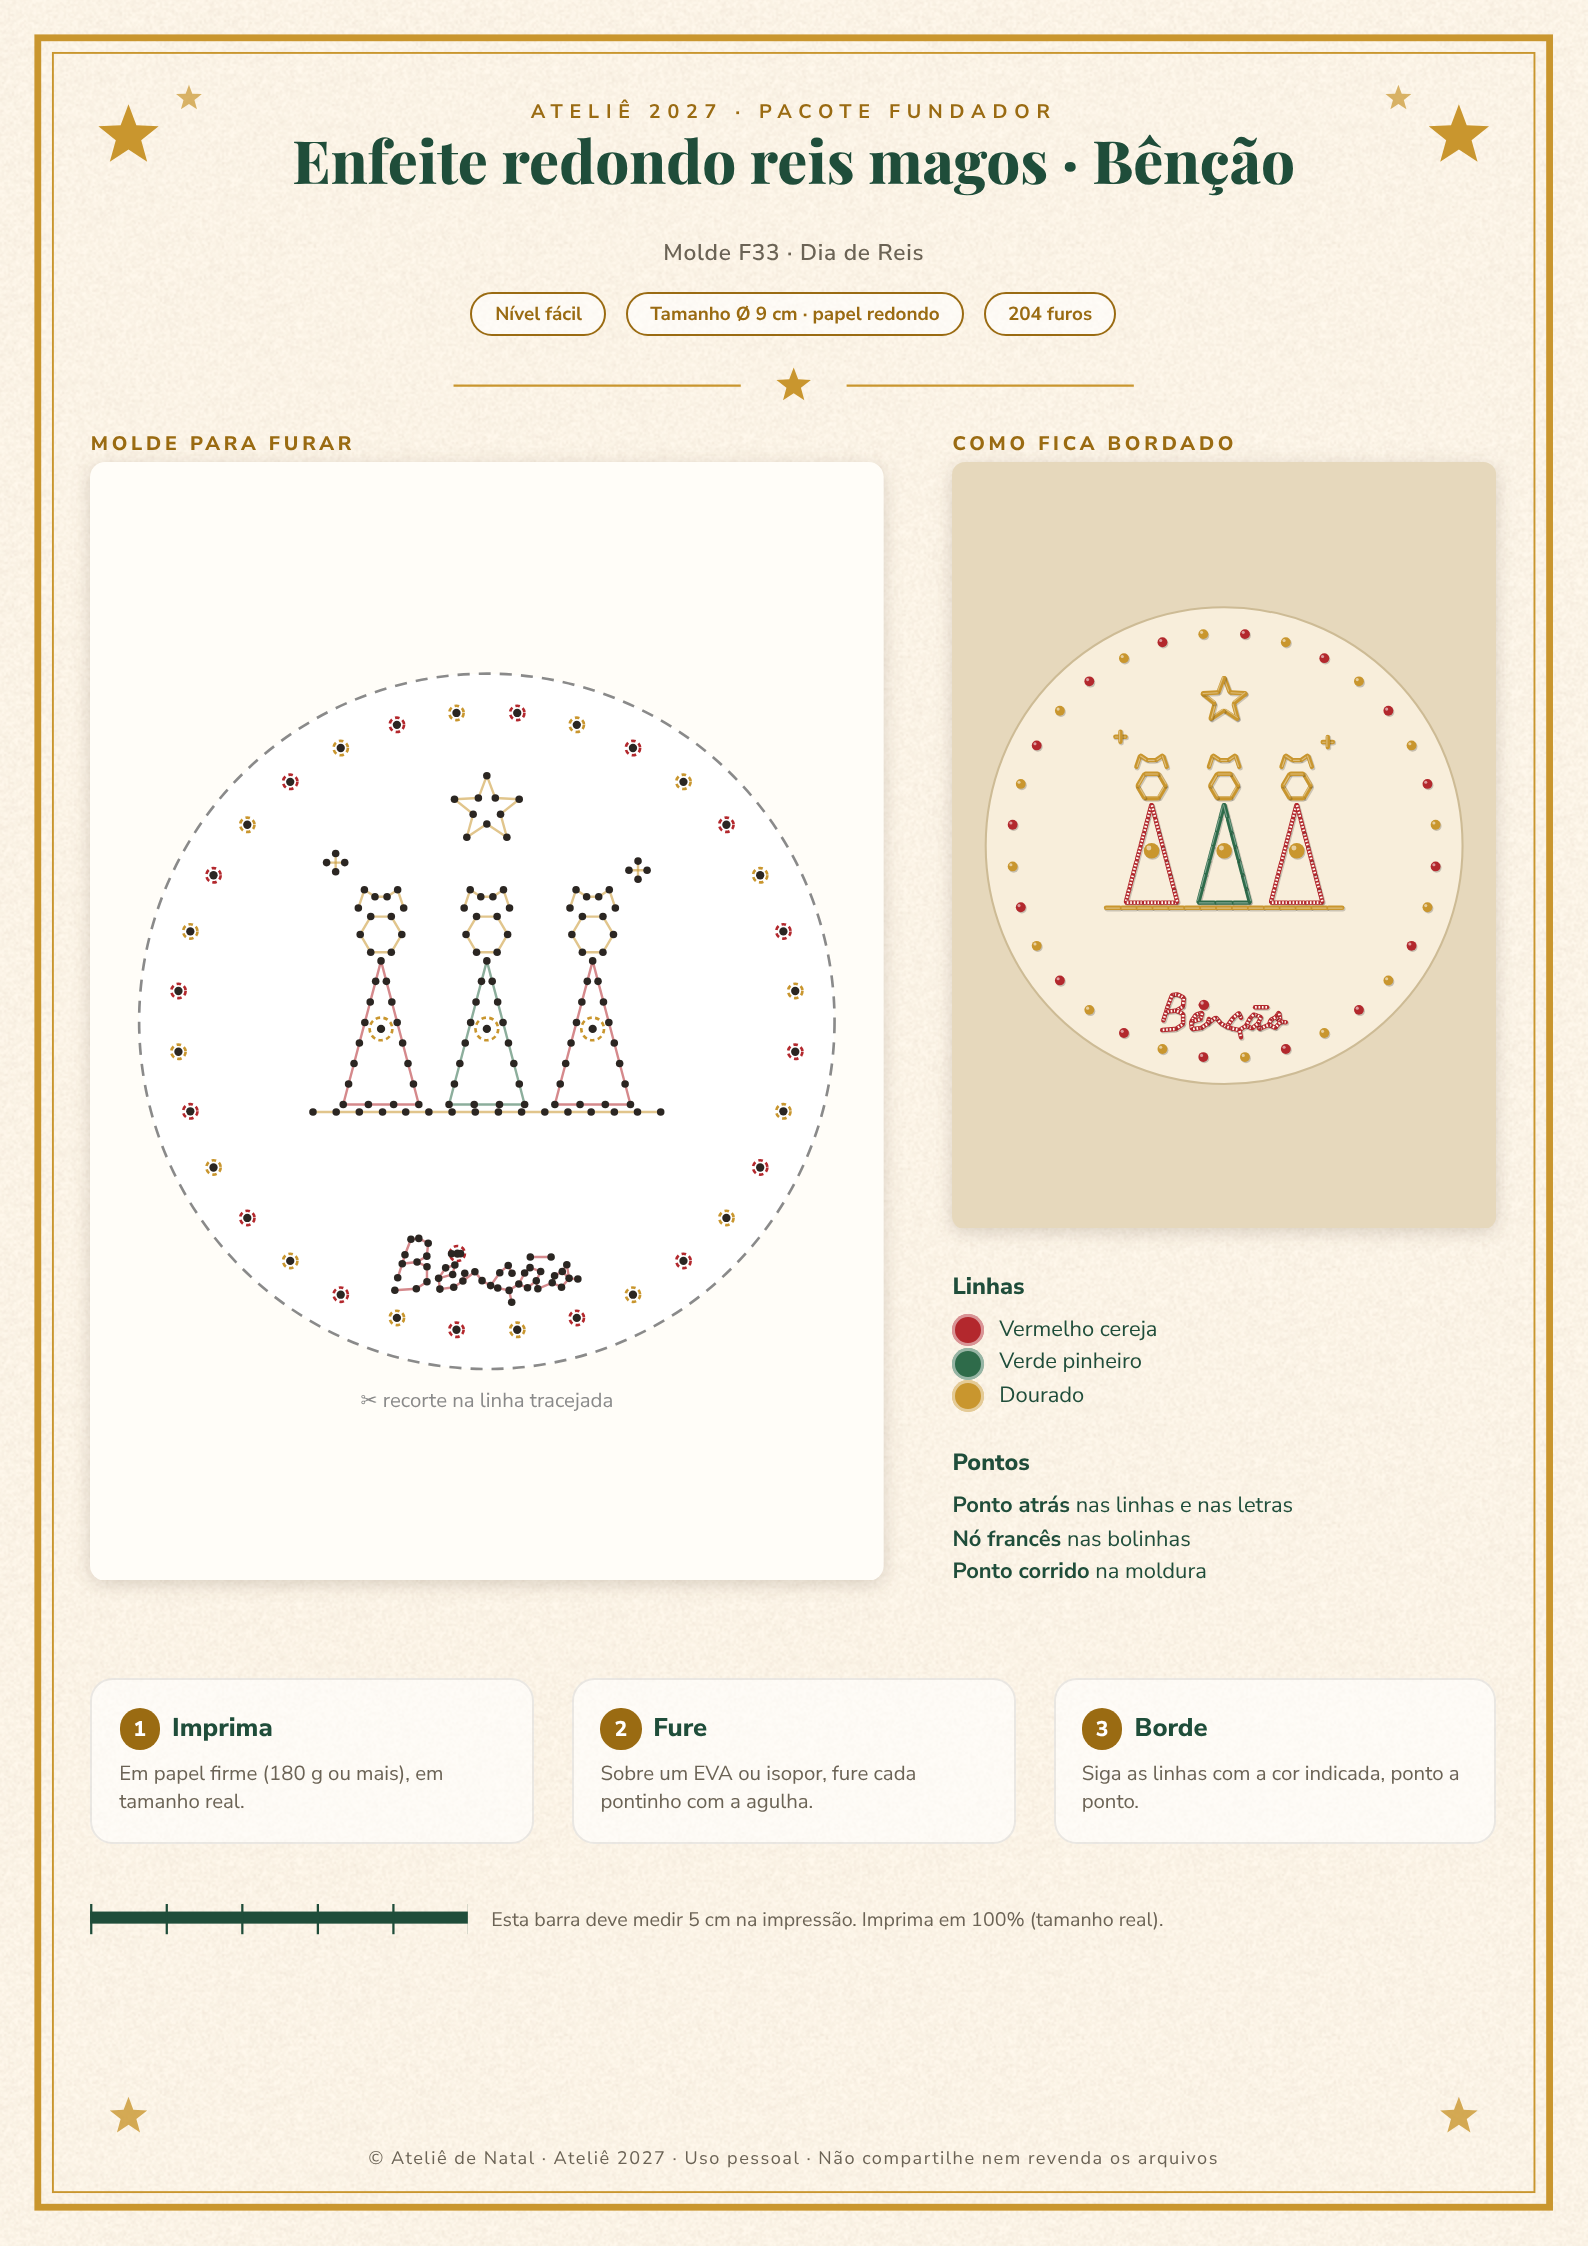 ATELIÊ 2027 · PACOTE FUNDADOR
Enfeite redondo reis magos · Bênção
Molde F33 · Dia de Reis
Nível fácil
Tamanho Ø 9 cm · papel redondo
204 furos
MOLDE PARA FURAR
✂ recorte na linha tracejada
COMO FICA BORDADO
Bênção
Linhas
Vermelho cereja
Verde pinheiro
Dourado
Pontos
Ponto atrás nas linhas e nas letras
Nó francês nas bolinhas
Ponto corrido na moldura
1 Imprima
Em papel firme (180 g ou mais), em
tamanho real.
2 Fure
Sobre um EVA ou isopor, fure cada
pontinho com a agulha.
3 Borde
Siga as linhas com a cor indicada, ponto a
ponto.
Esta barra deve medir 5 cm na impressão. Imprima em 100% (tamanho real).
© Ateliê de Natal · Ateliê 2027 · Uso pessoal · Não compartilhe nem revenda os arquivos